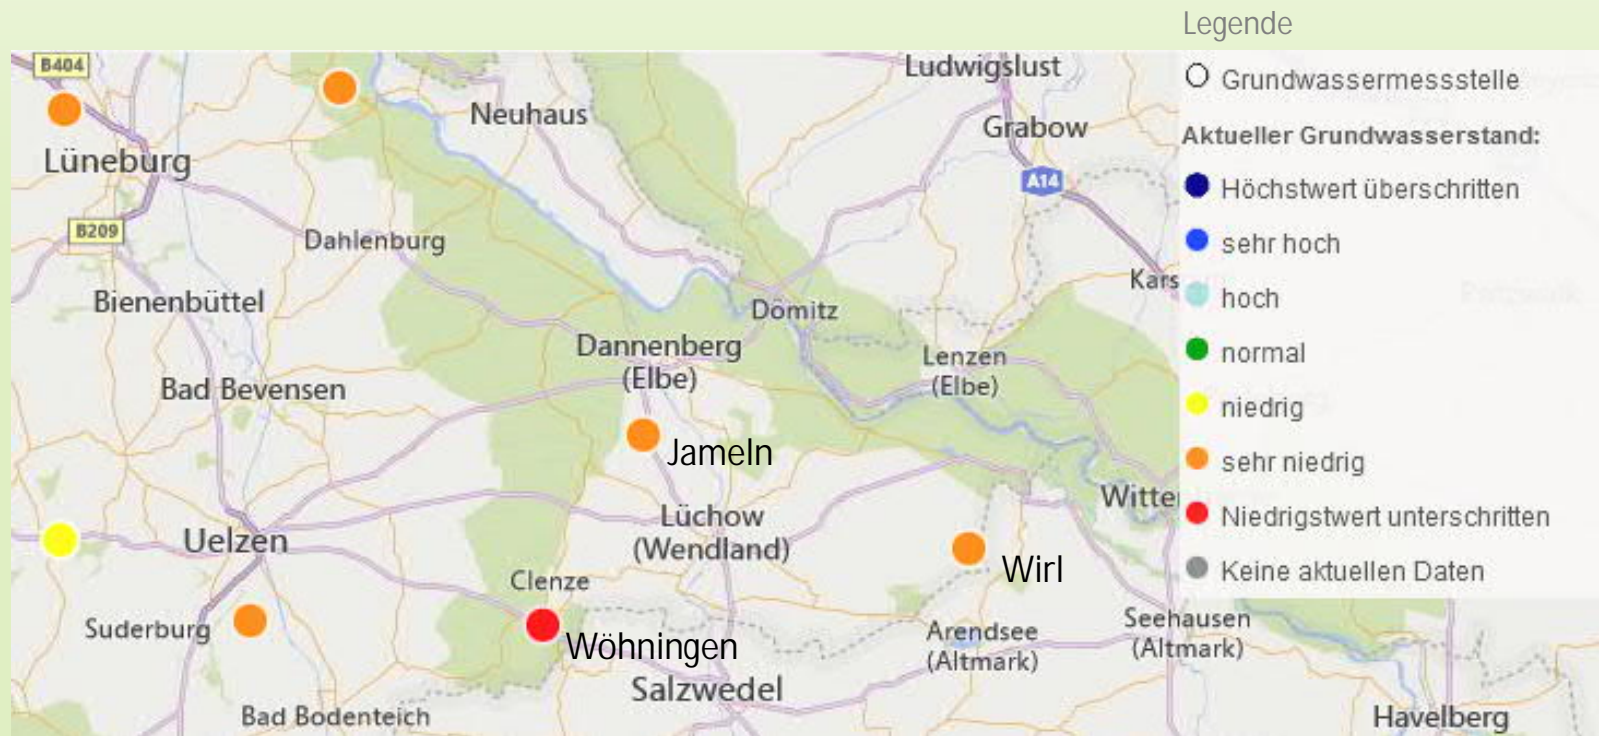 Legende
Grundwassermessstelle
Aktueller Grundwasserstand:
Höchstwert überschritten
sehr hoch
hoch
normal
niedrig
sehr niedrig
Niedrigstwert unterschritten
Keine aktuellen Daten
B404
Lüneburg
B209
Neuhaus
Ludwigslust
Grabow
A14
Dahlenburg
Bienenbüttel
Kars
Dömitz
Dannenberg
(Elbe)
Lenzen
(Elbe)
Bad Bevensen
Jameln
Witte
Uelzen
Lüchow
(Wendland)
Wirl
Clenze
Suderburg
Wöhningen
Arendsee
(Altmark)
Seehausen
(Altmark)
Salzwedel
Bad Bodenteich
Havelberg